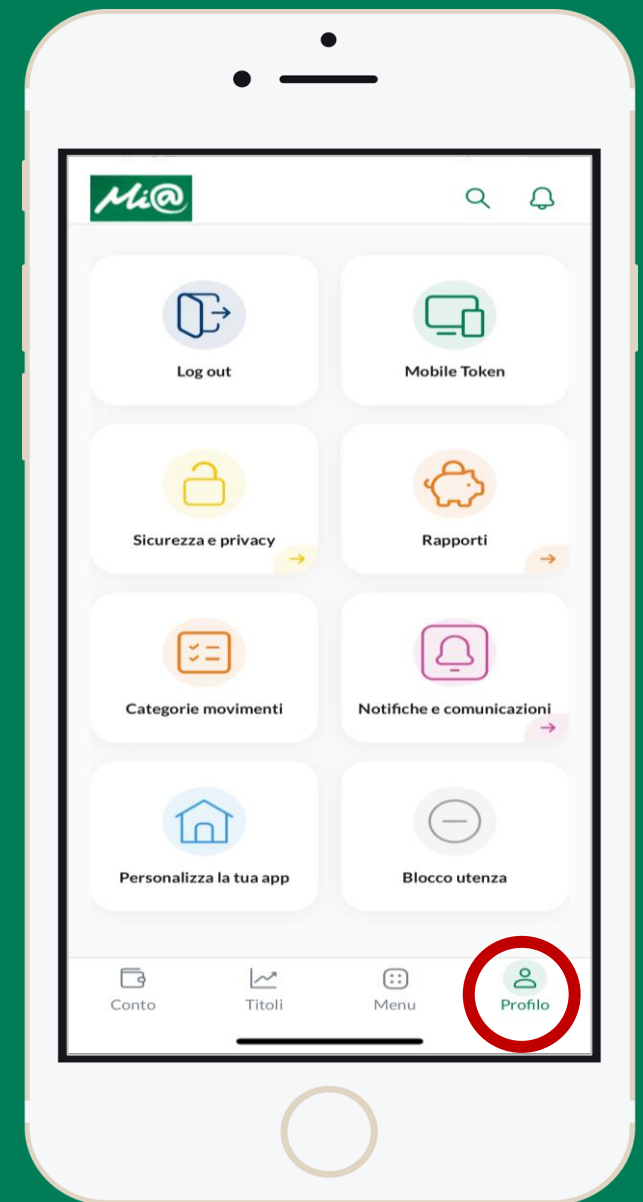 Mi@
Log out
Mobile Token
Sicurezza e privacy
Rapporti
Categorie movimenti
Notifiche e comunicazioni
Personalizza la tua app
Blocco utenza
Conto
Titoli
Menu
Profilo